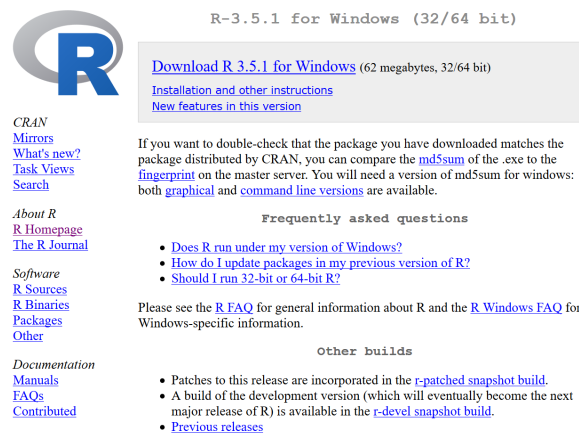 R
R-3.5.1 for Windows (32/64 bit)
Download R 3.5.1 for Windows (62 megabytes, 32/64 bit)
Installation and other instructions
New features in this version
CRAN
Mirrors
What's new?
Task Views
Search
About R
R Homepage
The R Journal
Software
R Sources
R Binaries
Packages
Other
Documentation
Manuals
FAQs
Contributed
If you want to double-check that the package you have downloaded matches the
package distributed by CRAN, you can compare the md5sum of the .exe to the
fingerprint on the master server. You will need a version of md5sum for windows:
both graphical and command line versions are available.
Frequently asked questions
• Does R run under my version of Windows?
• How do I update packages in my previous version of R?
• Should I run 32-bit or 64-bit R?
Please see the R FAQ for general information about R and the R Windows FAQ for
Windows-specific information.
Other builds
• Patches to this release are incorporated in the r-patched snapshot build.
• A build of the development version (which will eventually become the next
major release of R) is available in the r-devel snapshot build.
• Previous releases